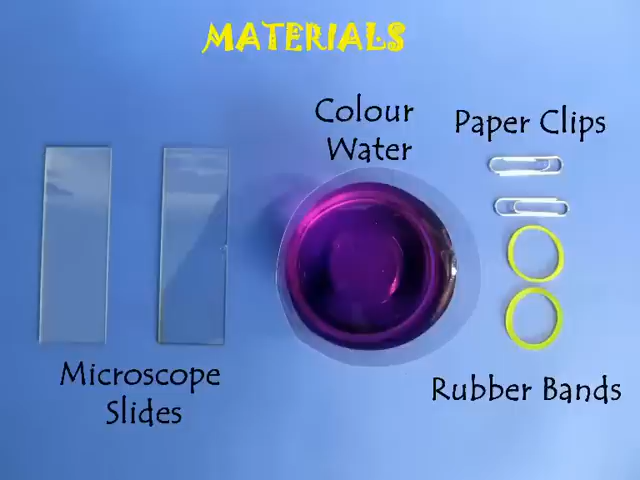 MATERIALS
Colour
Water
Paper Clips
Microscope
Slides
Rubber Bands